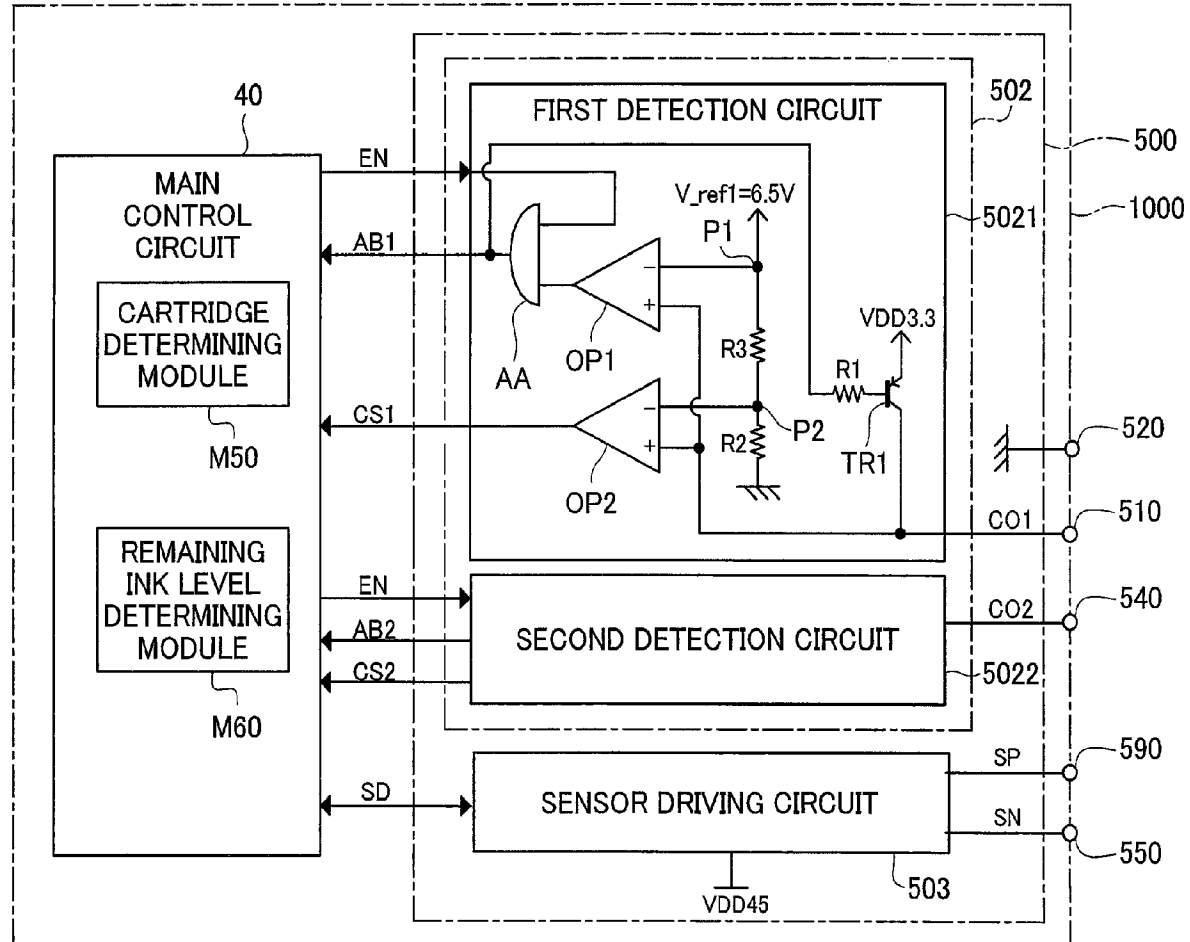 40
MAIN
CONTROL
CIRCUIT
CARTRIDGE
DETERMINING
MODULE
M50
REMAINING
INK LEVEL
DETERMINING
MODULE
M60
EN
AB1
CS1
EN
AB2
CS2
SD
FIRST DETECTION CIRCUIT
V_ref1=6.5V
P1
AA
OP1
OP2
R3
R2
P2
R1
VDD3.3
TR1
CO1
SECOND DETECTION CIRCUIT
CO2
SENSOR DRIVING CIRCUIT
SP
SN
VDD45
502
500
1000
5021
520
510
540
5022
590
550
503